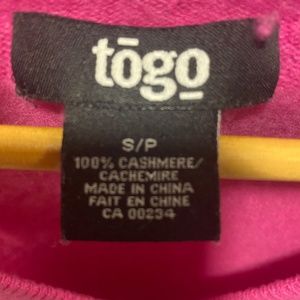 tōgo
S/P
100% CASHMERE/
CACHEMIRE
MADE IN CHINA
FAIT EN CHINE
CA 00234